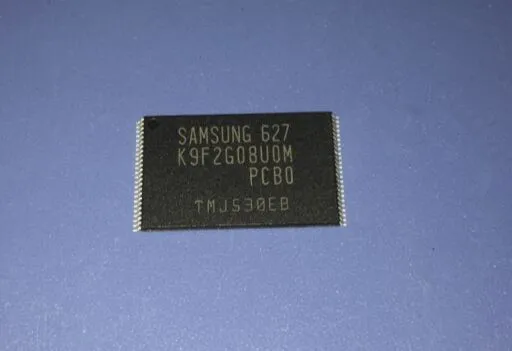 SAMSUNG 627
K9F2G08U0M
PCB0
TMJ530EB